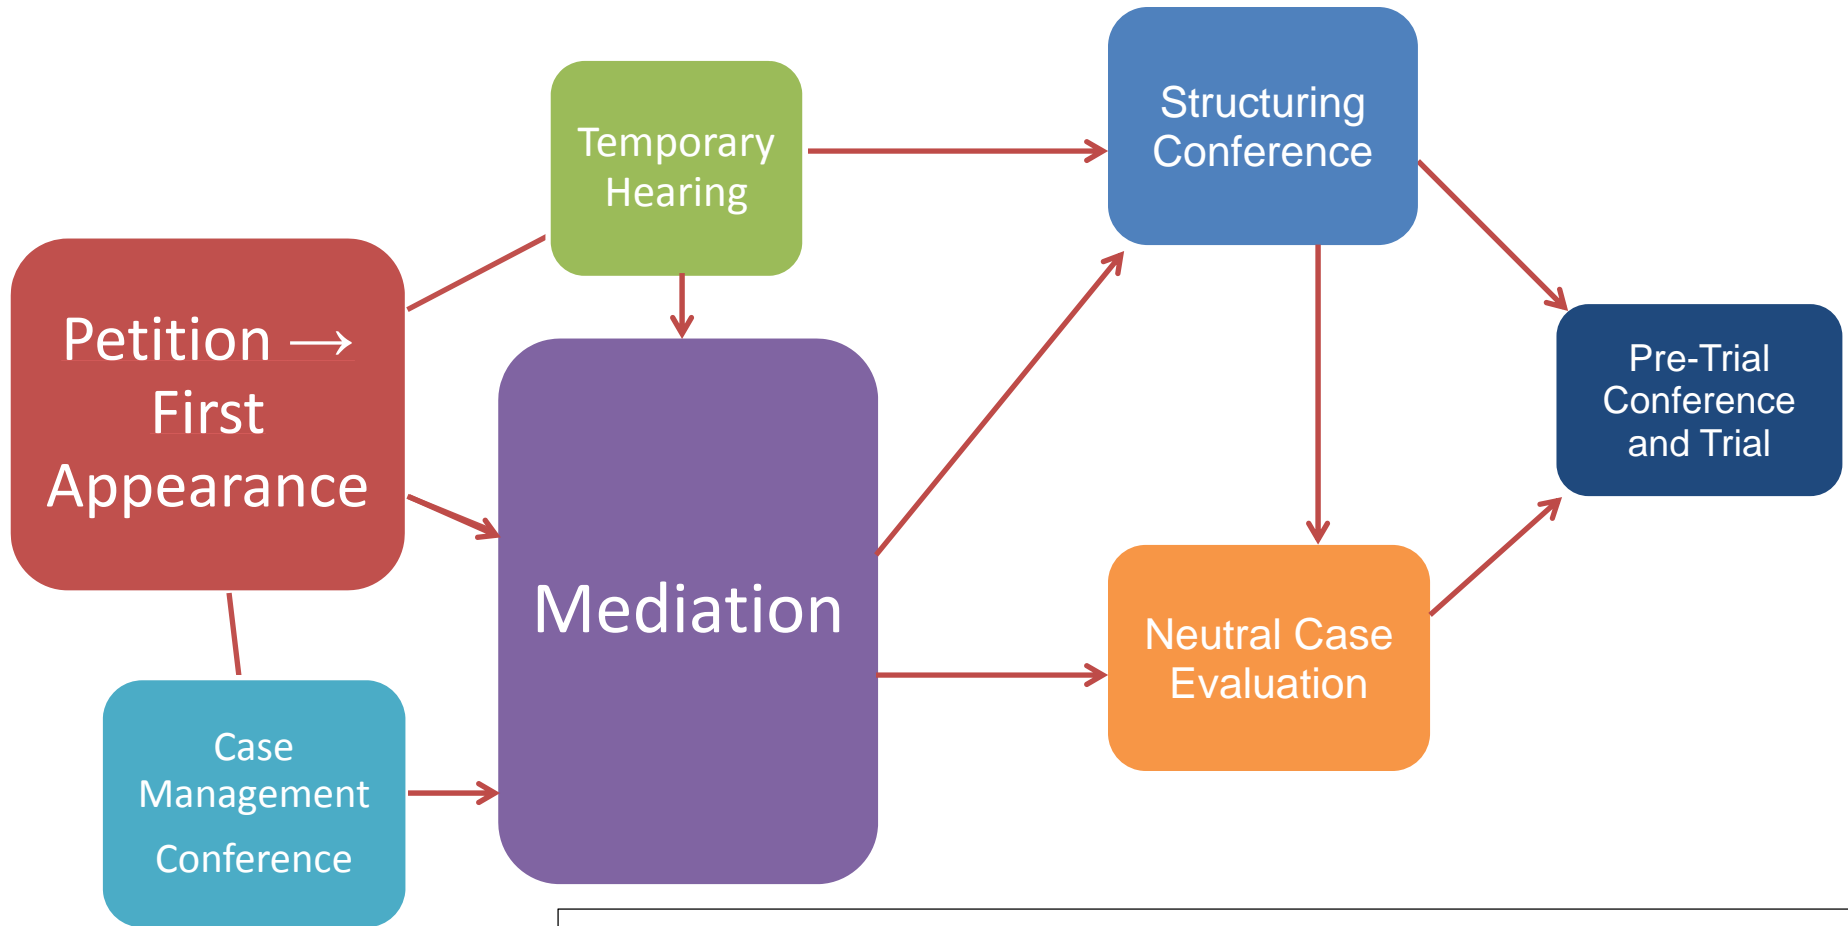 Petition →
First
Appearance
Temporary
Hearing
Structuring
Conference
Mediation
Case
Management
Conference
Neutral Case
Evaluation
Pre-Trial
Conference
and Trial